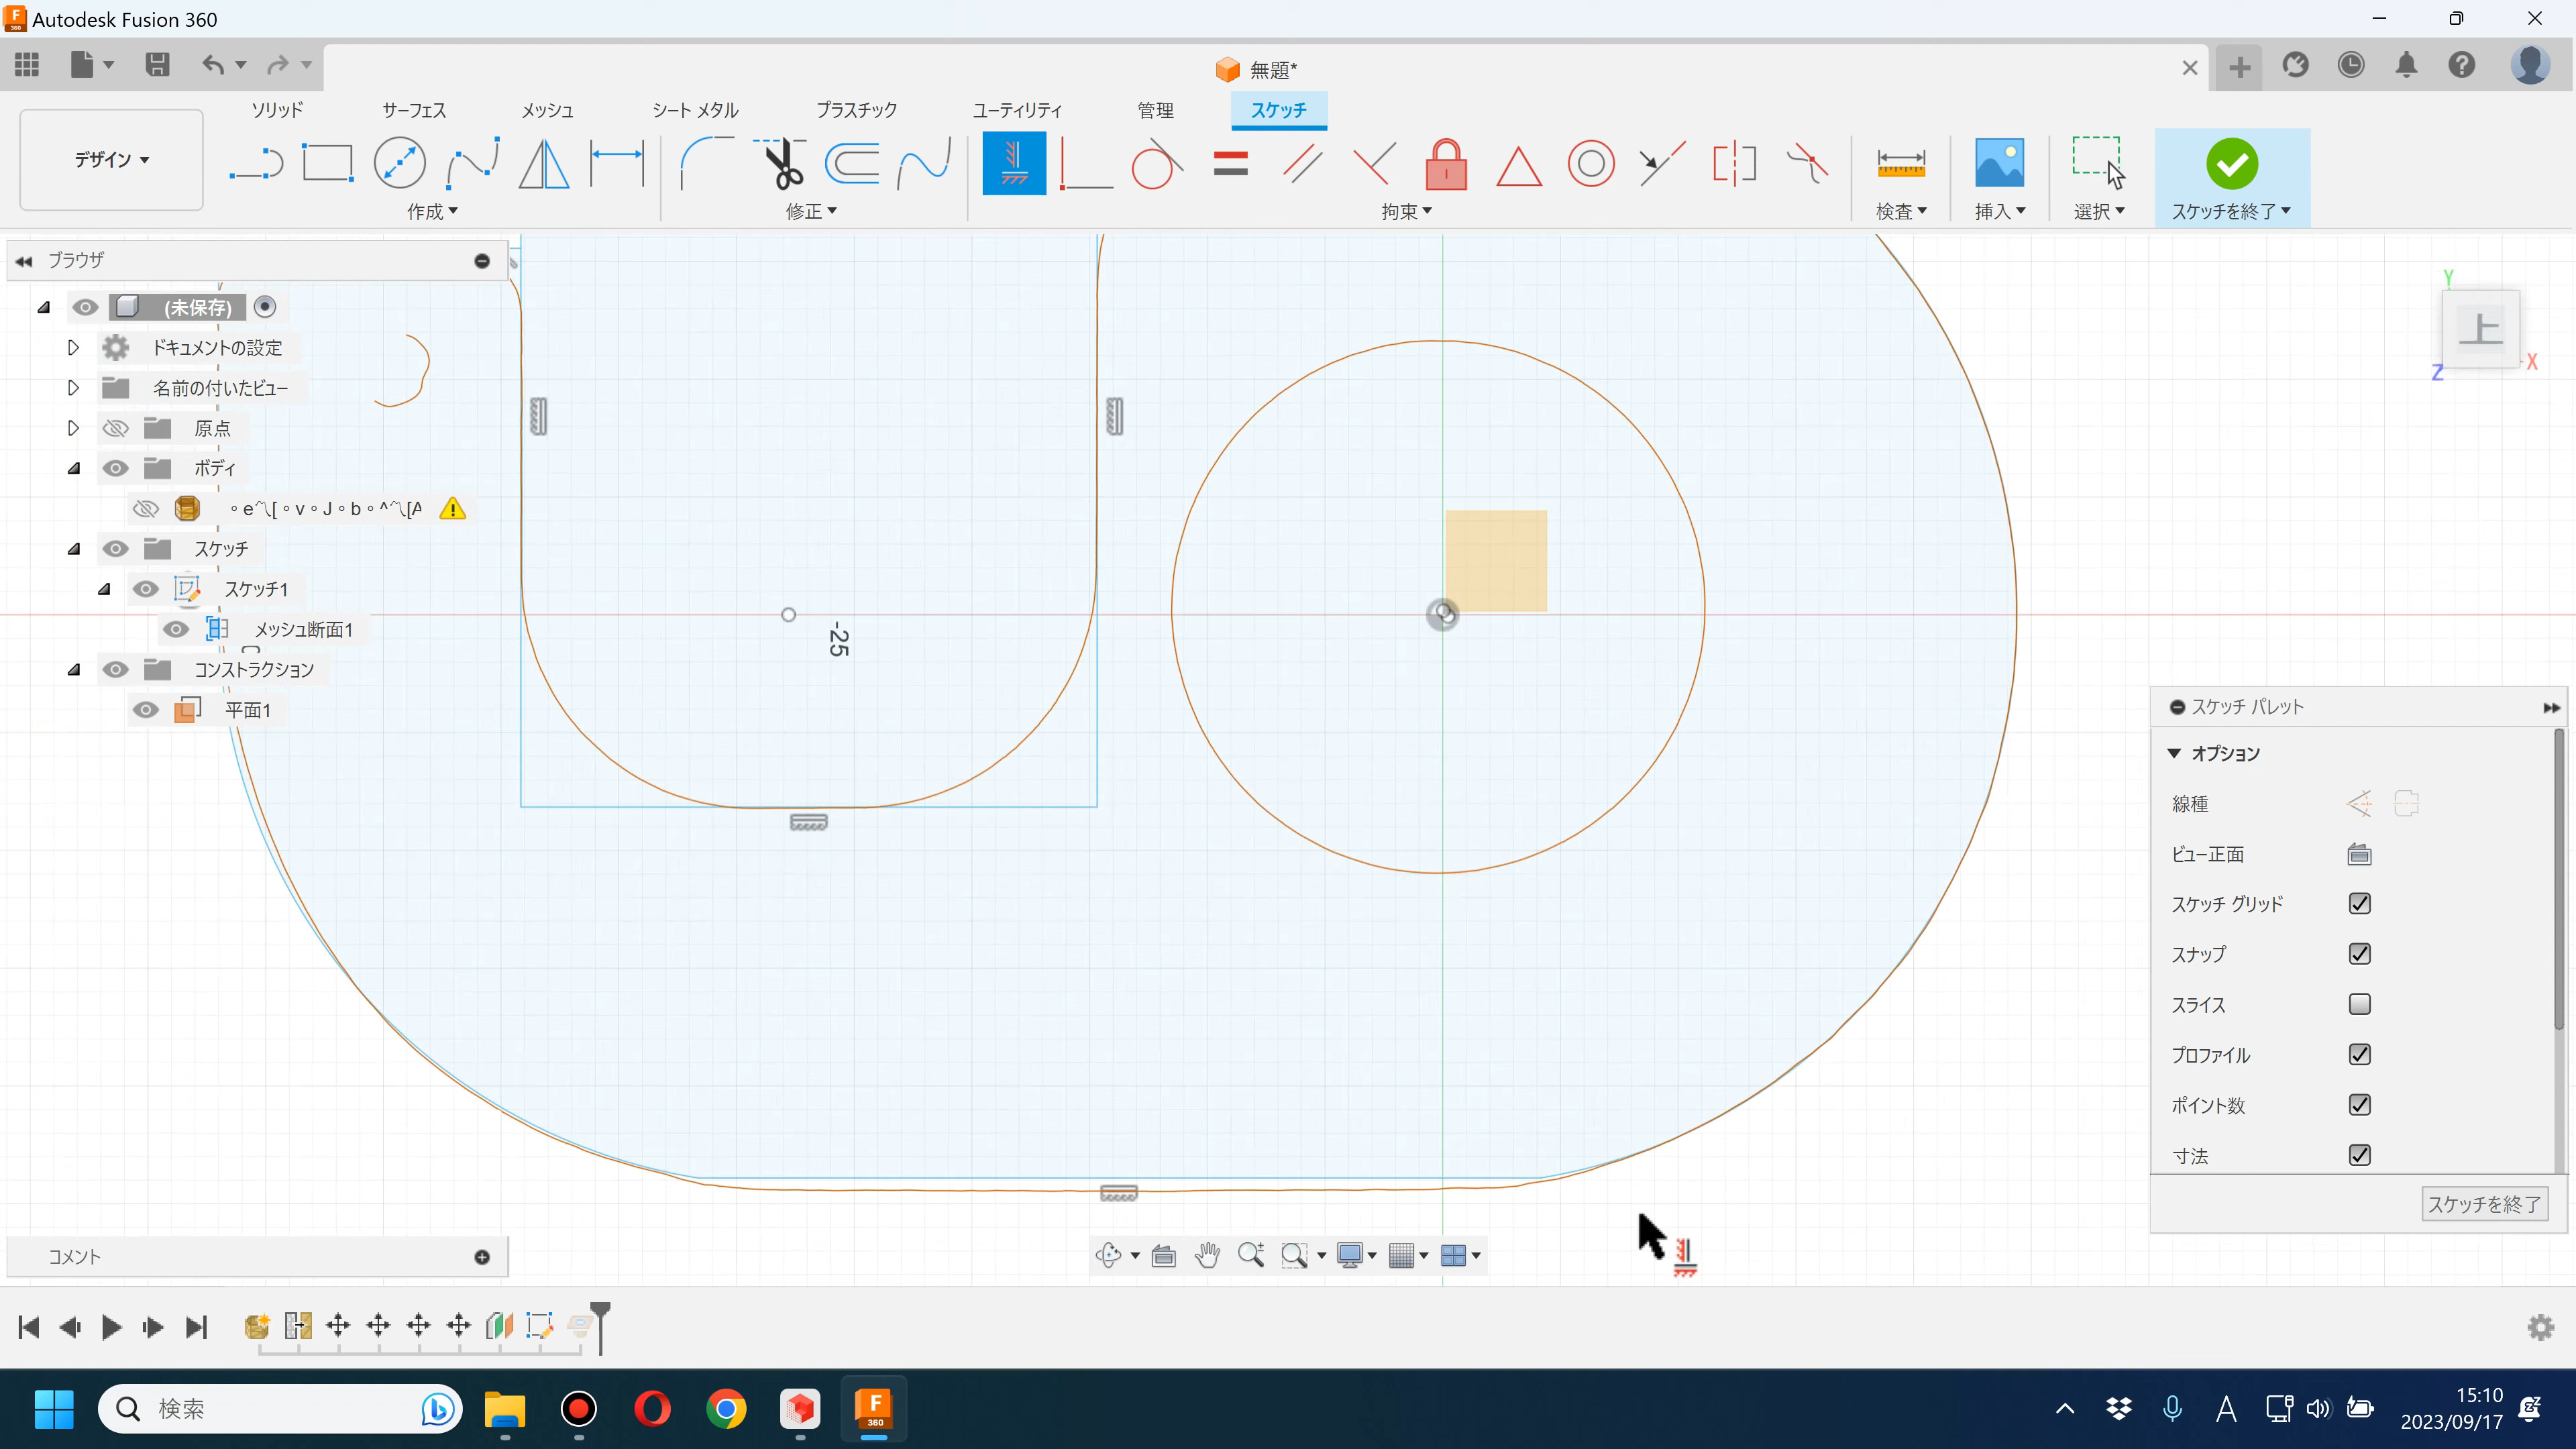 Autodesk Fusion 360
無題*
ソリッド サーフェス メッシュ シート メタル プラスチック ユーティリティ 管理 スケッチ
デザイン
作成 修正 拘束 検査 挿入 選択 スケッチを終了
ブラウザ
(未保存)
ドキュメントの設定
名前の付いたビュー
原点
ボディ
スケッチ
スケッチ1
メッシュ断面1
コンストラクション
平面1
-25
Y
上
X
Z
スケッチ パレット
オプション
線種
ビュー正面
スケッチ グリッド
スナップ
スライス
プロファイル
ポイント数
寸法
スケッチを終了
コメント
検索
F
360
A
15:10
2023/09/17